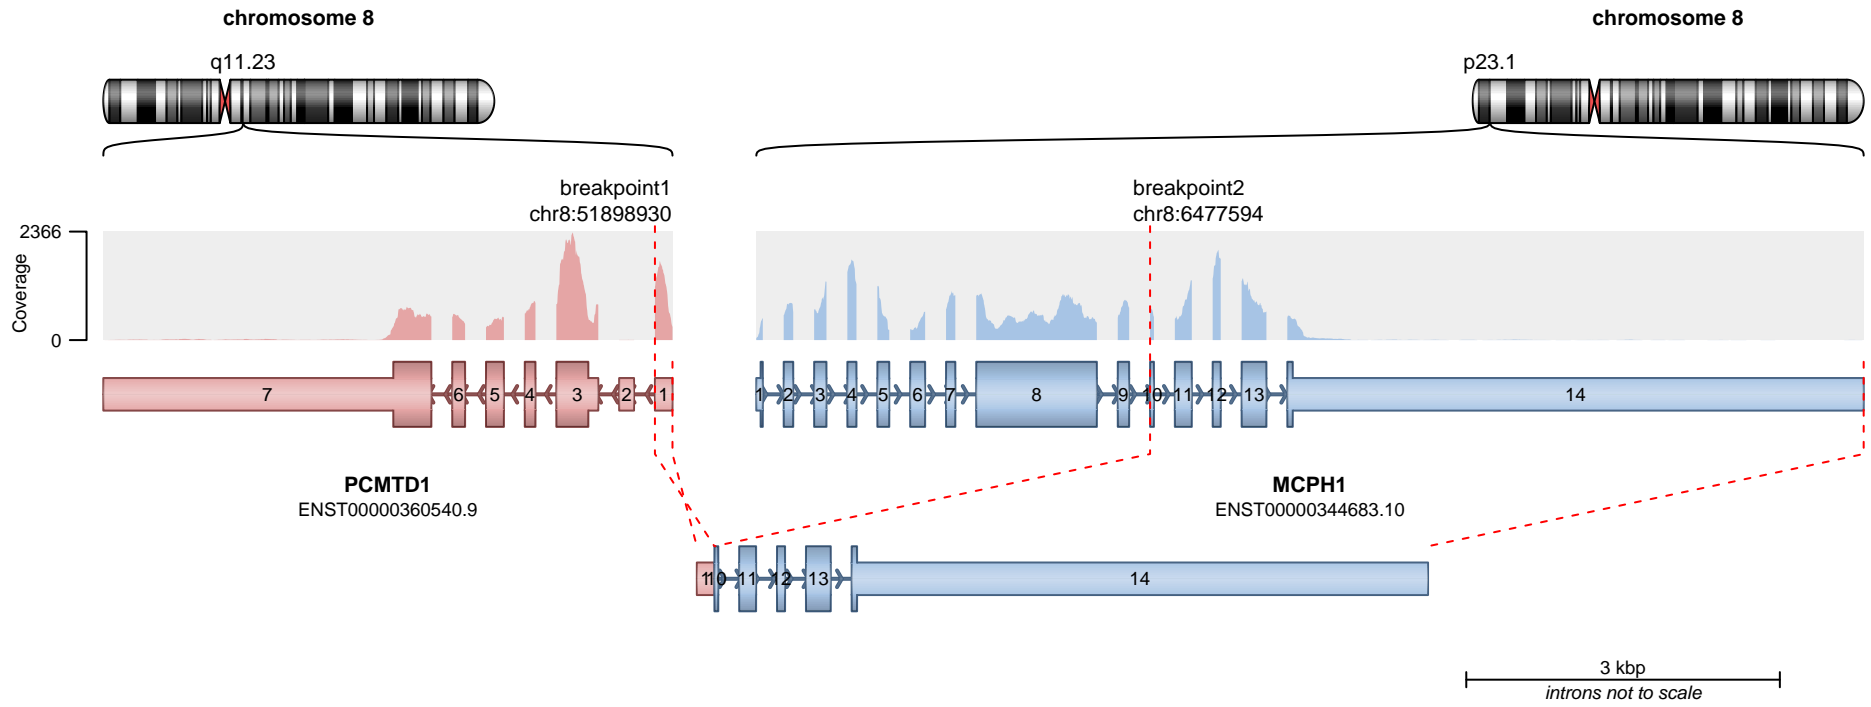 chromosome 8
chromosome 8
q11.23
p23.1
breakpoint1
chr8:51898930
breakpoint2
chr8:6477594
2366
Coverage
0
7
6
5
4
3
2
1
1
2
3
4
5
6
7
8
9
10
11
12
13
14
PCMTD1
ENST00000360540.9
MCPH1
ENST00000344683.10
1
10
11
12
13
14
3 kbp
introns not to scale